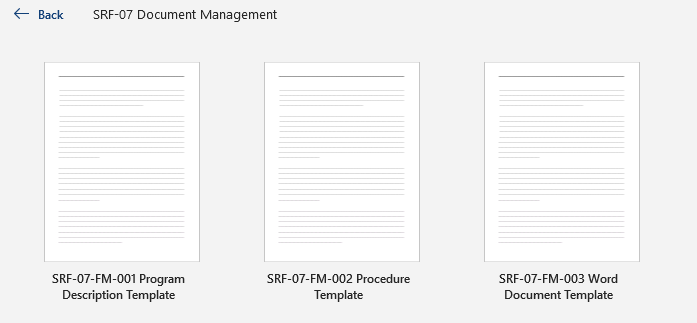 Back
SRF-07 Document Management
SRF-07-FM-001 Program
Description Template
SRF-07-FM-002 Procedure
Template
SRF-07-FM-003 Word
Document Template